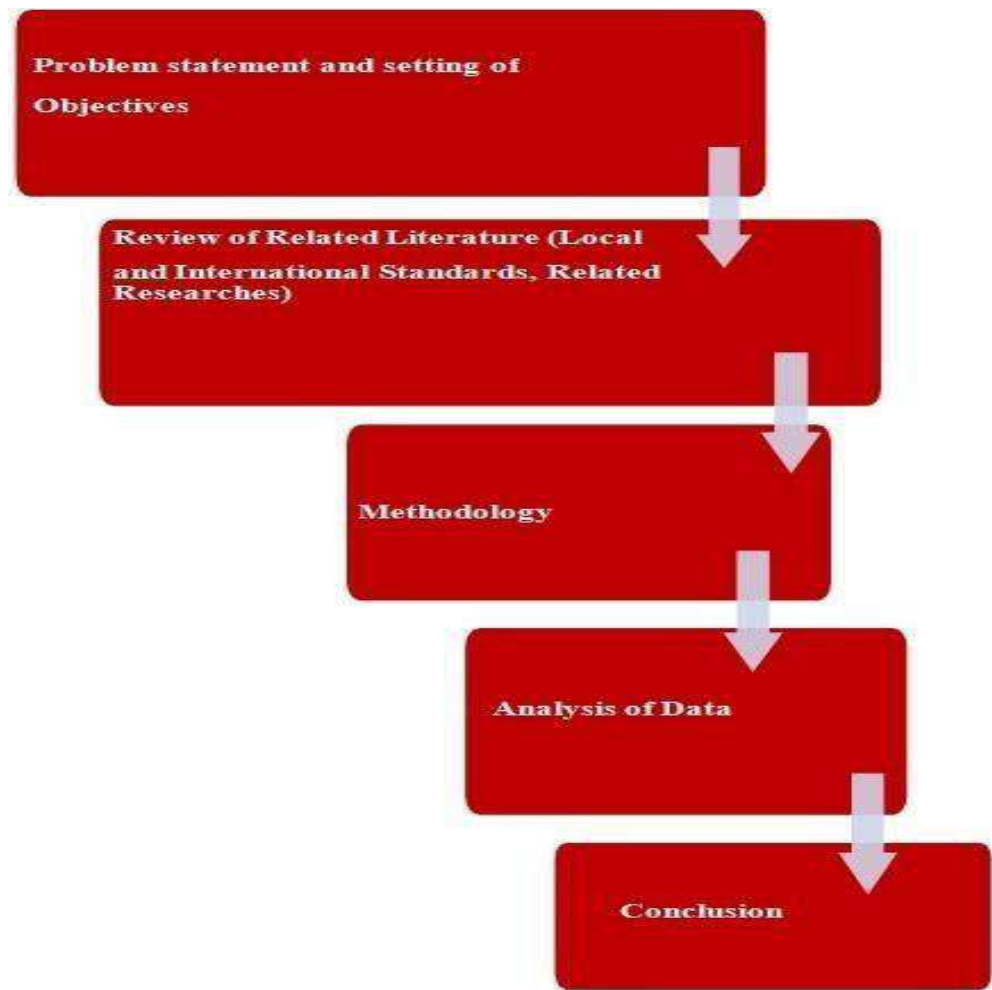 Problem statement and setting of
Objectives
Review of Related Literature (Local
and International Standards, Related
Researches)
Methodology
Analysis of Data
Conclusion